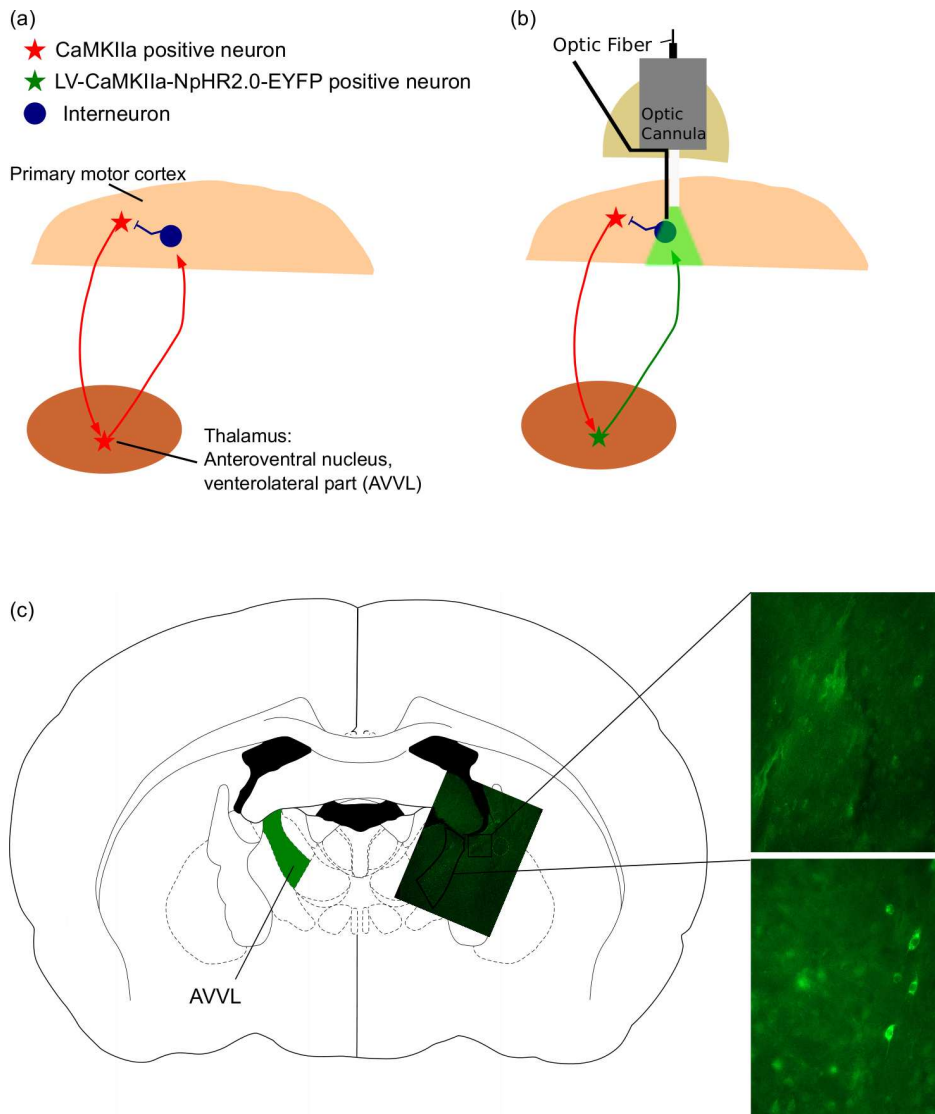 (a)
CaMKIIa positive neuron
LV-CaMKIIa-NpHR2.0-EYFP positive neuron
Interneuron
Primary motor cortex
Thalamus:
Anteroventral nucleus,
venterolateral part (AVVL)
(b)
Optic Fiber
Optic
Cannula
(c)
AVVL